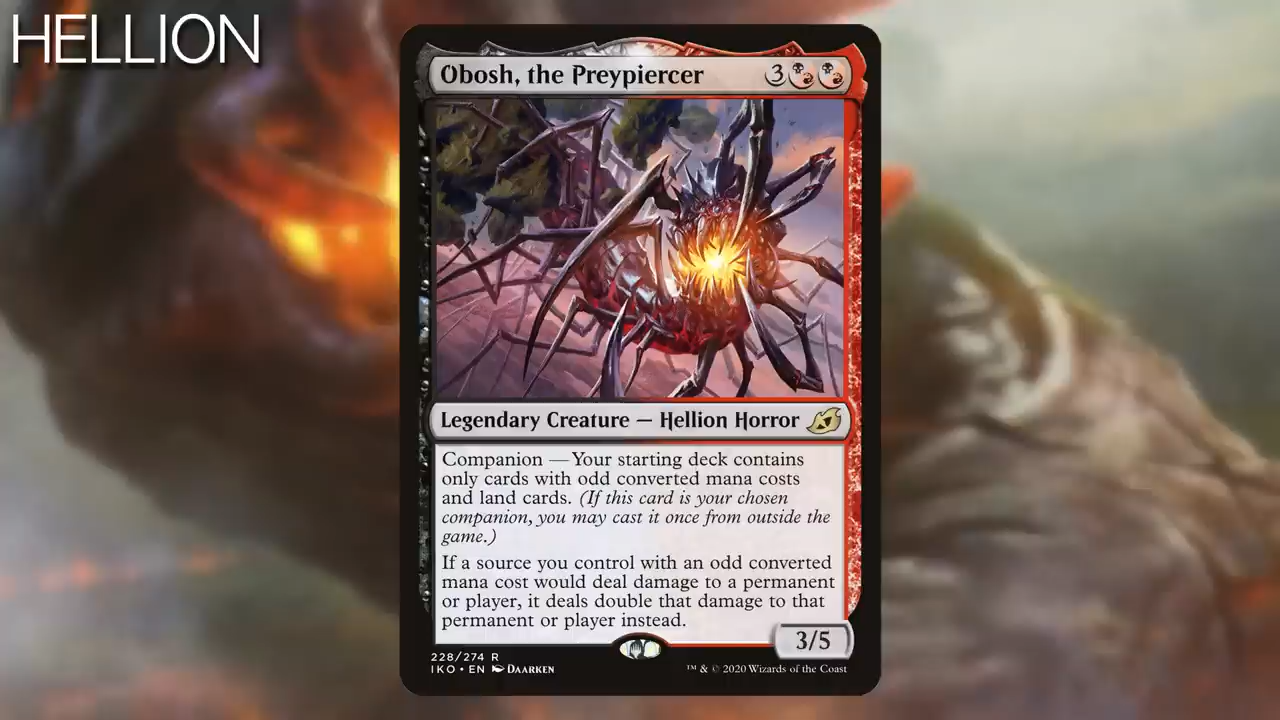 HELLION
Obosh, the Preypiercer 3
Legendary Creature — Hellion Horror
Companion — Your starting deck contains
only cards with odd converted mana costs
and land cards. (If this card is your chosen
companion, you may cast it once from outside the
game.)
If a source you control with an odd converted
mana cost would deal damage to a permanent
or player, it deals double that damage to that
permanent or player instead.
3/5
228/274 R
IKO • EN DAARKEN
™ & © 2020 Wizards of the Coast